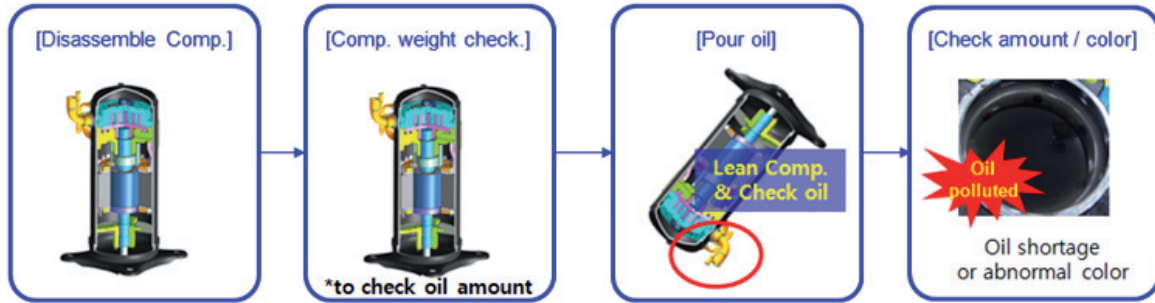 [Disassemble Comp.]
[Comp. weight check.]
*to check oil amount
[Pour oil]
Lean Comp.
& Check oil
[Check amount / color]
Oil
polluted
Oil shortage
or abnormal color